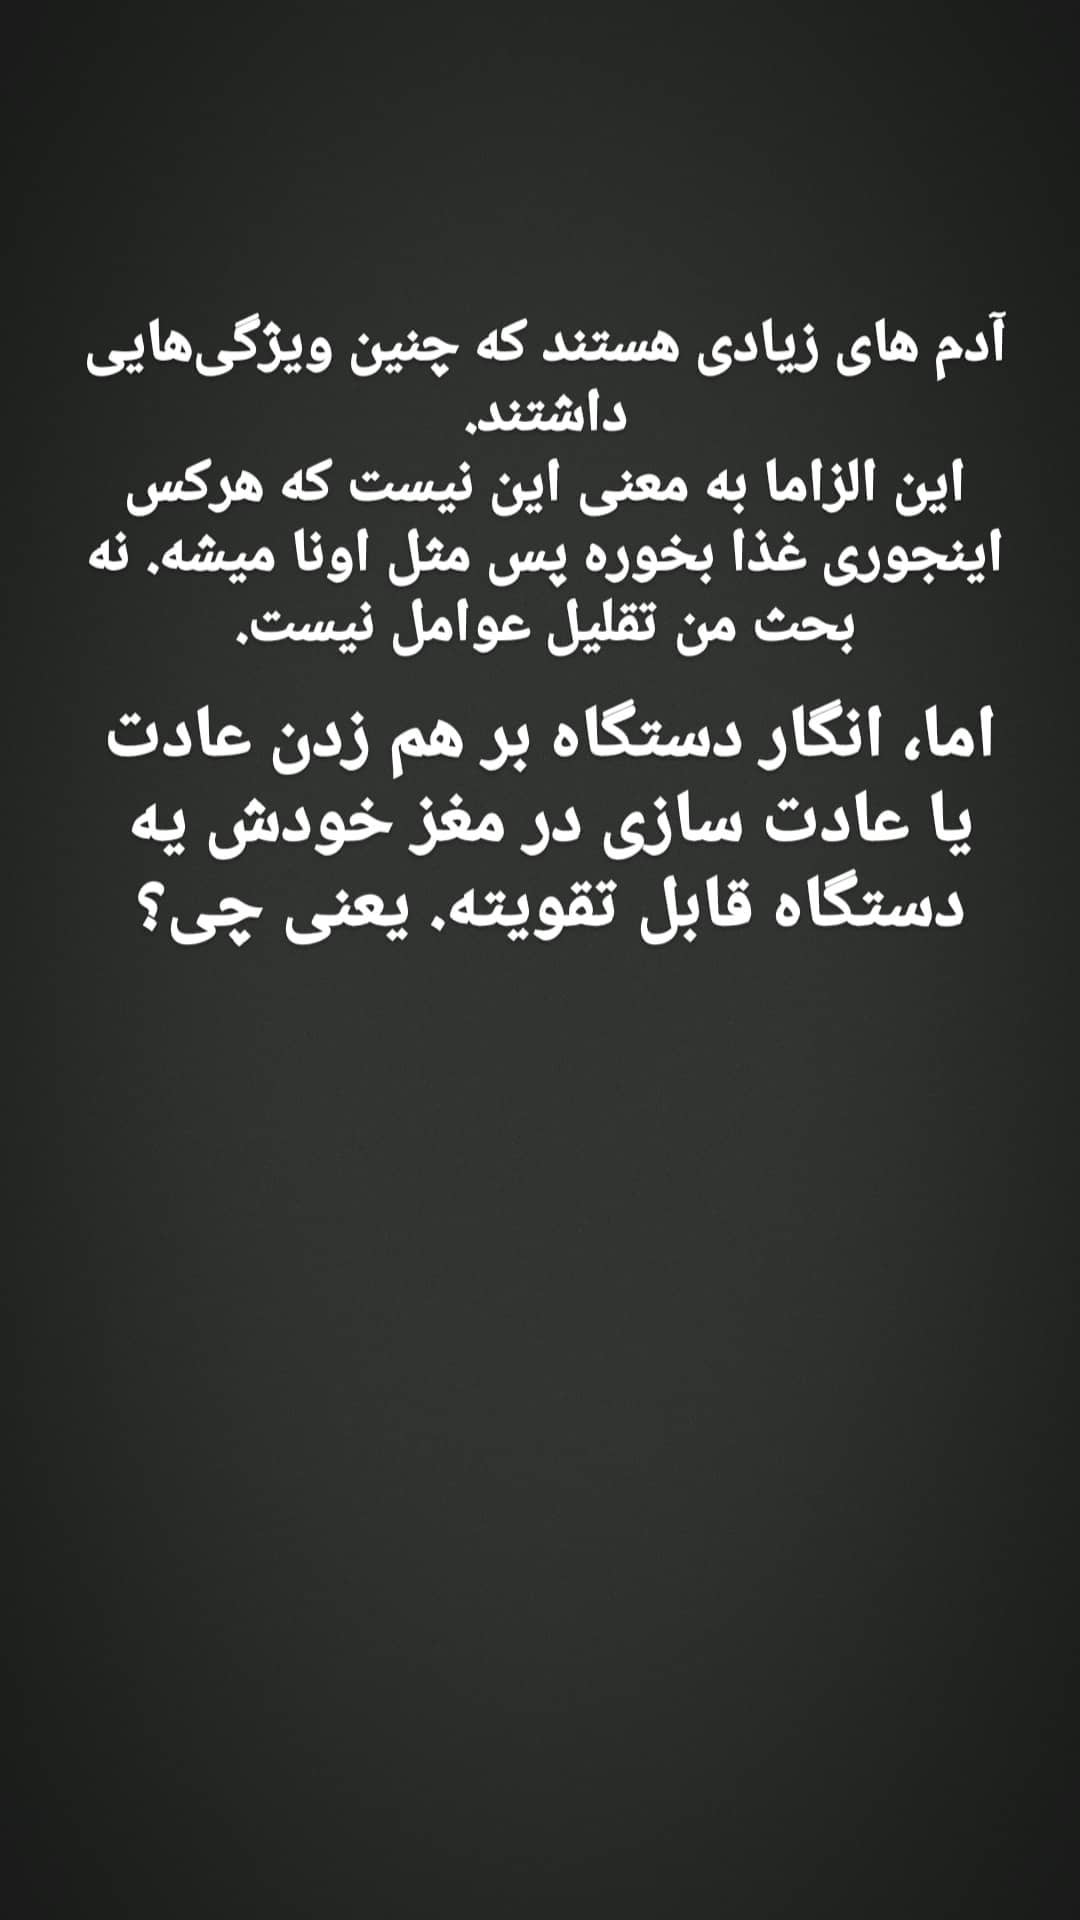 آدم های زیادی هستند که چنین ویژگی‌هایی
داشتند.
این الزاما به معنی این نیست که هرکس
اینجوری غذا بخوره پس مثل اونا میشه. نه
بحث من تقلیل عوامل نیست.
اما، انگار دستگاه بر هم زدن عادت
یا عادت سازی در مغز خودش یه
دستگاه قابل تقویته. یعنی چی؟